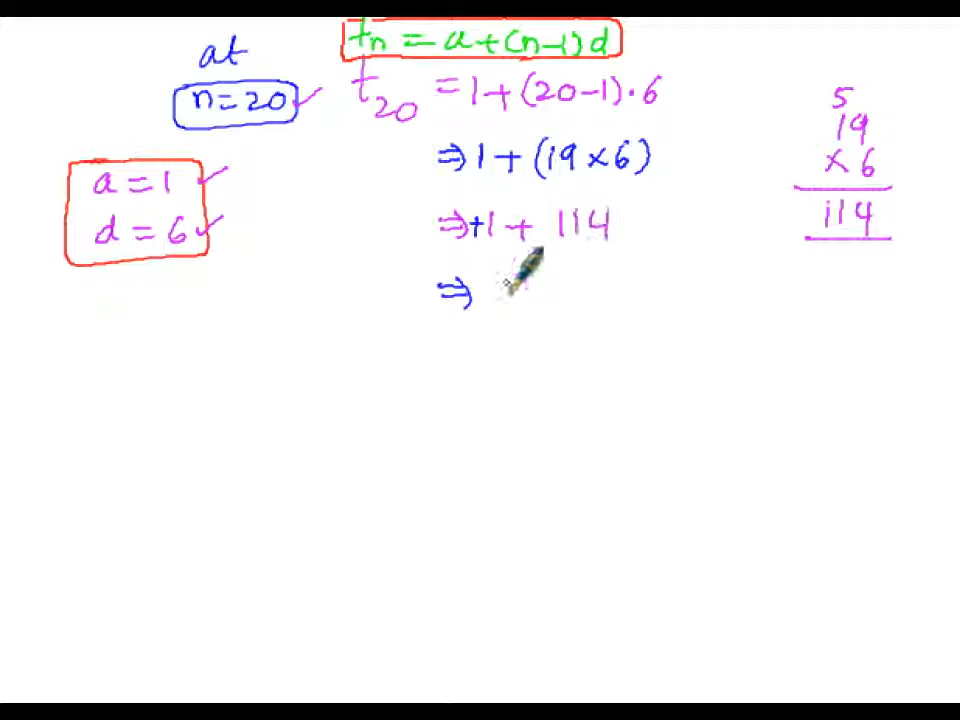 tn = a+(n-1)d
at
n=20
t20 = 1+(20-1)·6
⇒ 1+(19×6)
⇒ +1+ 114
⇒
a=1
d=6
5
19
×6
114